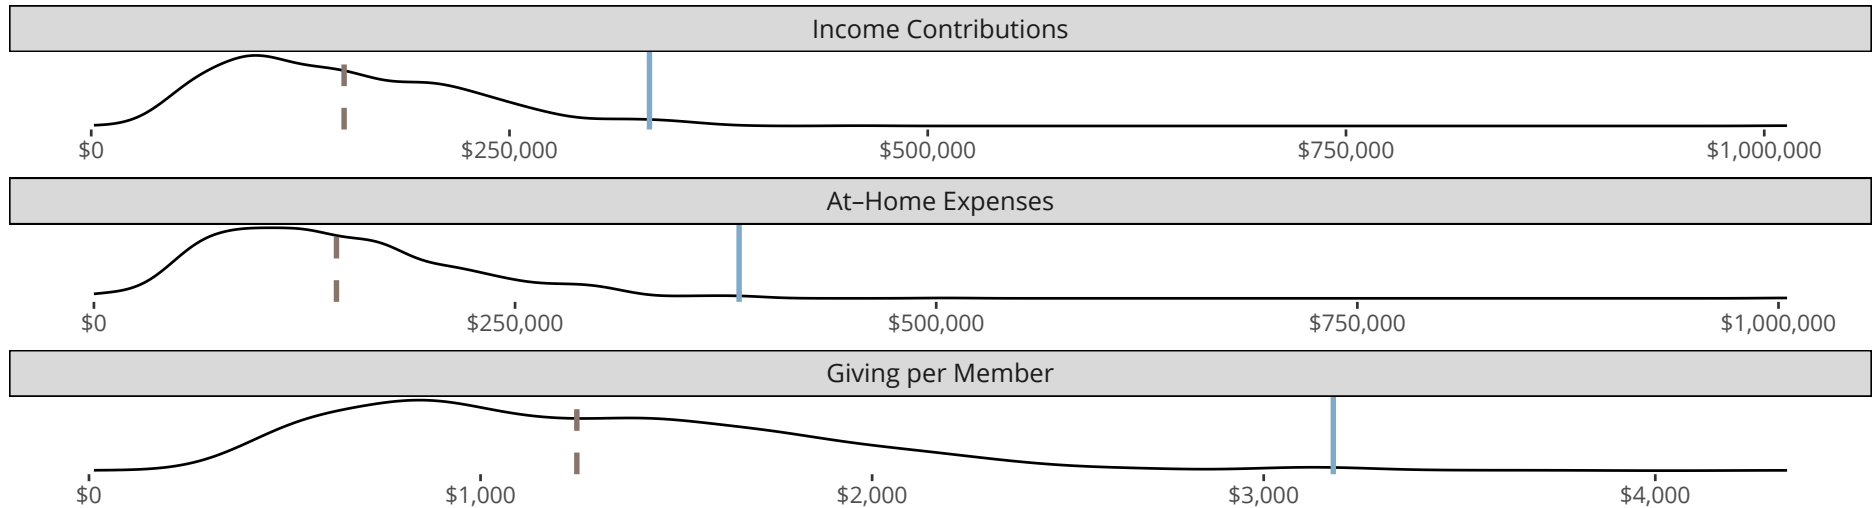 Income Contributions
$0 $250,000 $500,000 $750,000 $1,000,000
At–Home Expenses
$0 $250,000 $500,000 $750,000 $1,000,000
Giving per Member
$0 $1,000 $2,000 $3,000 $4,000